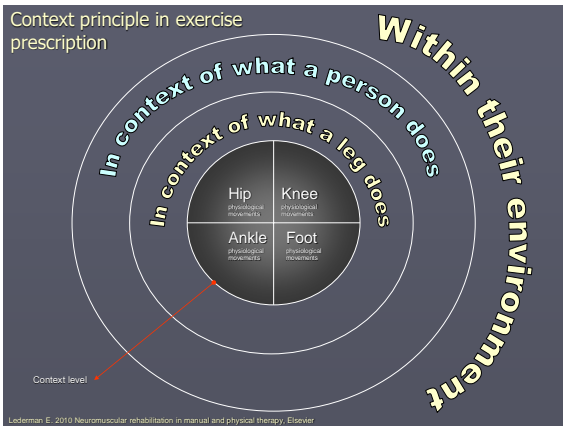 Context principle in exercise
prescription
Within their environment
In context of what a person does
In context of what a leg does
Hip
physiological
movements
Knee
physiological
movements
Ankle
physiological
movements
Foot
physiological
movements
Context level
Lederman E. 2010 Neuromuscular rehabilitation in manual and physical therapy, Elsevier